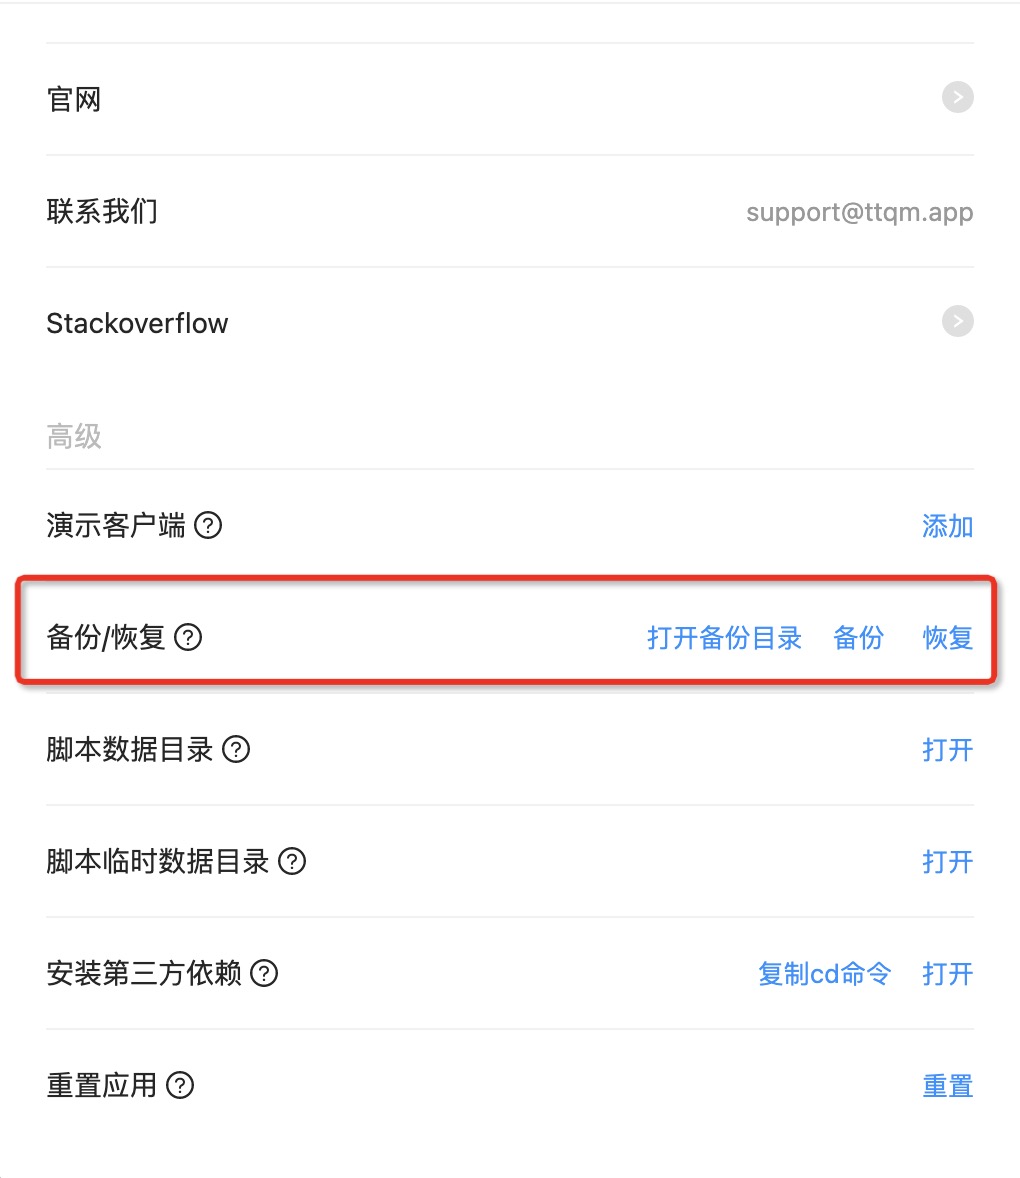 官网
联系我们 support@ttqm.app
Stackoverflow
高级
演示客户端 ? 添加
备份/恢复 ? 打开备份目录 备份 恢复
脚本数据目录 ? 打开
脚本临时数据目录 ? 打开
安装第三方依赖 ? 复制cd命令 打开
重置应用 ? 重置